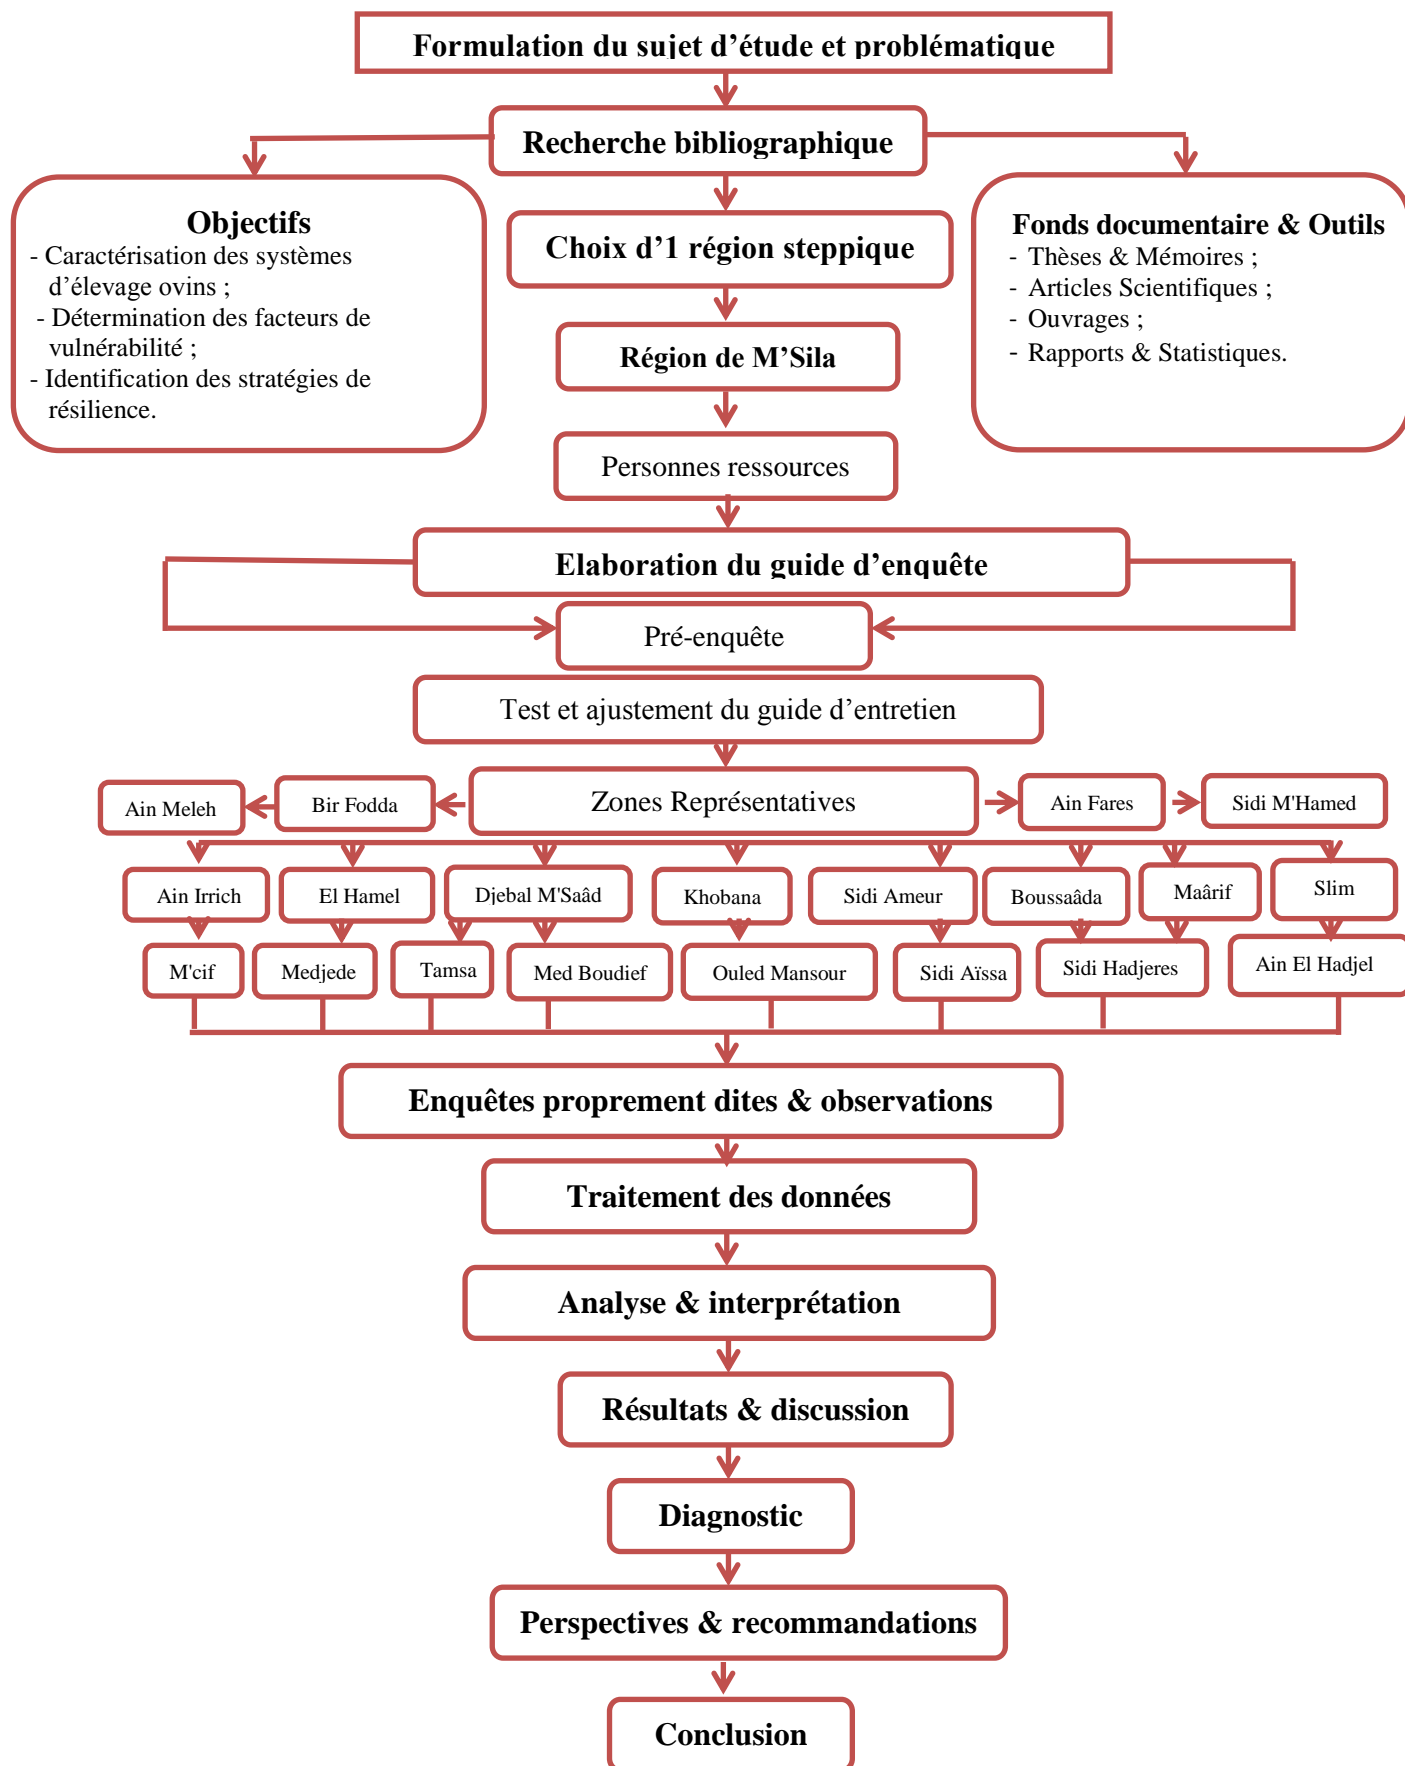 Formulation du sujet d’étude et problématique
Recherche bibliographique
Objectifs
- Caractérisation des systèmes
d’élevage ovins ;
- Détermination des facteurs de
vulnérabilité ;
- Identification des stratégies de
résilience.
Choix d’1 région steppique
Fonds documentaire & Outils
- Thèses & Mémoires ;
- Articles Scientifiques ;
- Ouvrages ;
- Rapports & Statistiques.
Région de M’Sila
Personnes ressources
Elaboration du guide d’enquête
Pré-enquête
Test et ajustement du guide d’entretien
Ain Meleh
Bir Fodda
Zones Représentatives
Ain Fares
Sidi M'Hamed
Ain Irrich
El Hamel
Djebal M'Saâd
Khobana
Sidi Ameur
Boussaâda
Maârif
Slim
M'cif
Medjede
Tamsa
Med Boudief
Ouled Mansour
Sidi Aïssa
Sidi Hadjeres
Ain El Hadjel
Enquêtes proprement dites & observations
Traitement des données
Analyse & interprétation
Résultats & discussion
Diagnostic
Perspectives & recommandations
Conclusion